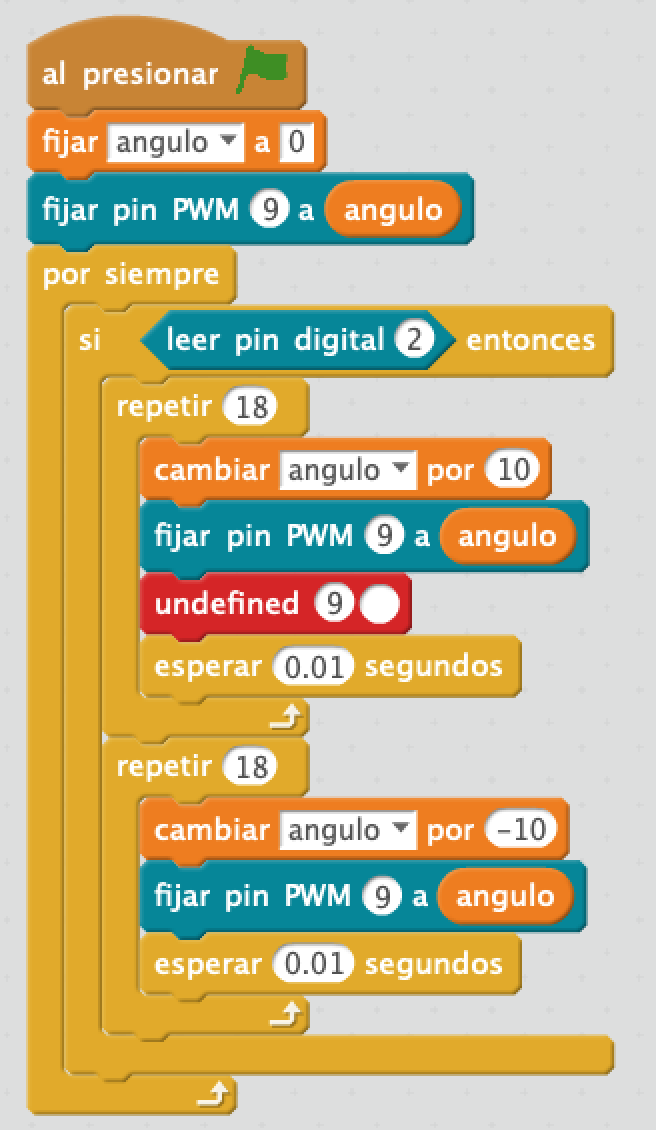 al presionar
fijar angulo a 0
fijar pin PWM 9 a angulo
por siempre
si leer pin digital 2 entonces
repetir 18
cambiar angulo por 10
fijar pin PWM 9 a angulo
undefined 9
esperar 0.01 segundos
repetir 18
cambiar angulo por -10
fijar pin PWM 9 a angulo
esperar 0.01 segundos